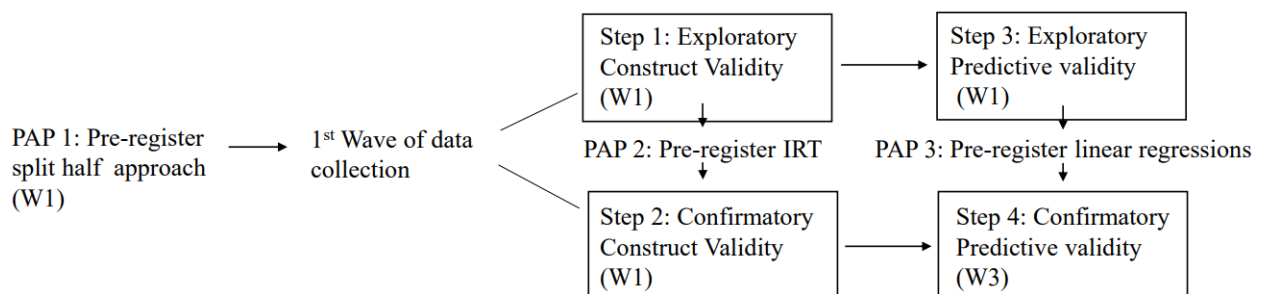 PAP 1: Pre-register
split half approach
(W1)
1st Wave of data
collection
Step 1: Exploratory
Construct Validity
(W1)
PAP 2: Pre-register IRT
Step 2: Confirmatory
Construct Validity
(W1)
Step 3: Exploratory
Predictive validity
(W1)
PAP 3: Pre-register linear regressions
Step 4: Confirmatory
Predictive validity
(W3)